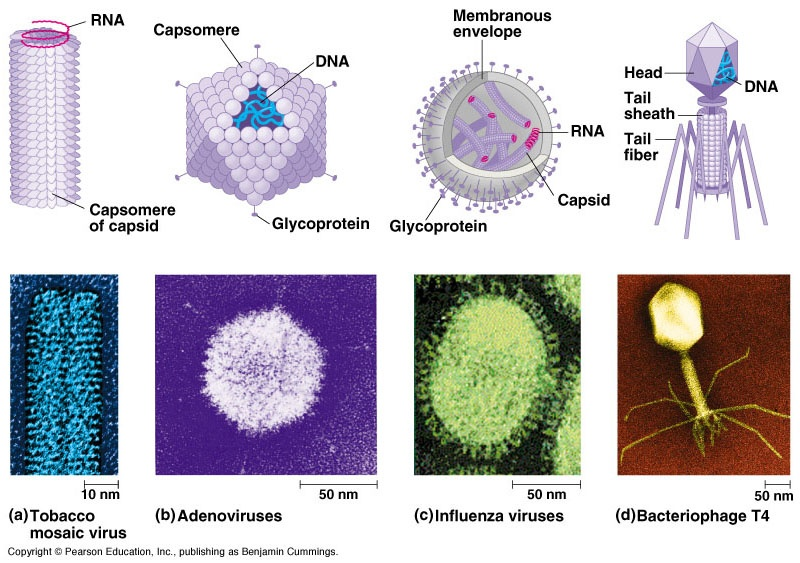 RNA
Capsomere
of capsid
Capsomere
DNA
Glycoprotein
Membranous
envelope
RNA
Capsid
Glycoprotein
Head
DNA
Tail
sheath
Tail
fiber
10 nm
50 nm
50 nm
50 nm
(a) Tobacco
mosaic virus
(b) Adenoviruses
(c) Influenza viruses
(d) Bacteriophage T4
Copyright © Pearson Education, Inc., publishing as Benjamin Cummings.